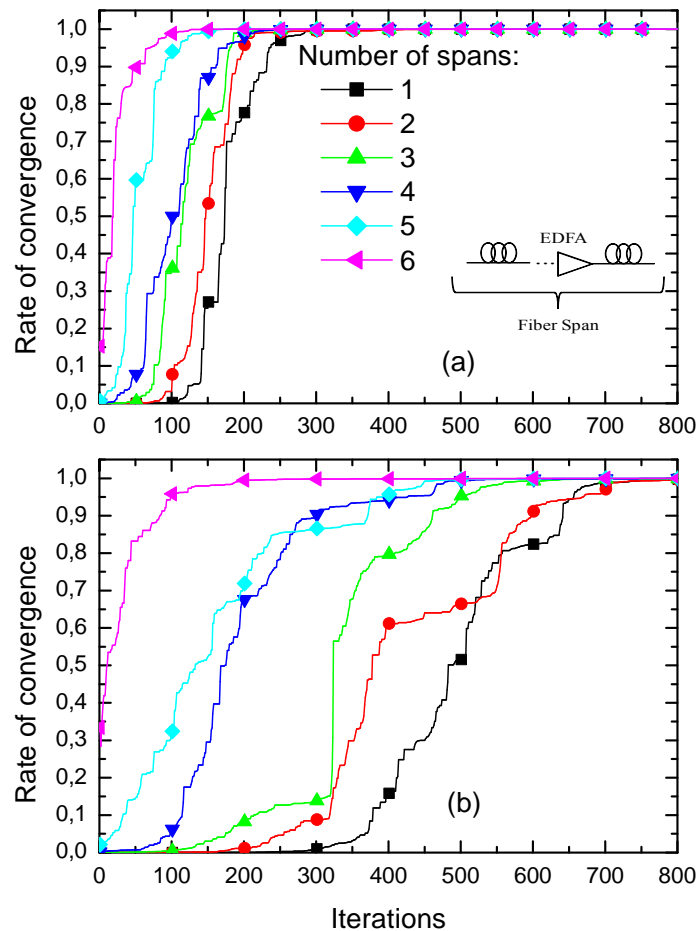 1,0
0,9
0,8
0,7
0,6
0,5
0,4
0,3
0,2
0,1
0,0
Rate of convergence
Number of spans:
1
2
3
4
5
6
EDFA
Fiber Span
(a)
0 100 200 300 400 500 600 700 800
1,0
0,9
0,8
0,7
0,6
0,5
0,4
0,3
0,2
0,1
0,0
Rate of convergence
(b)
0 100 200 300 400 500 600 700 800
Iterations